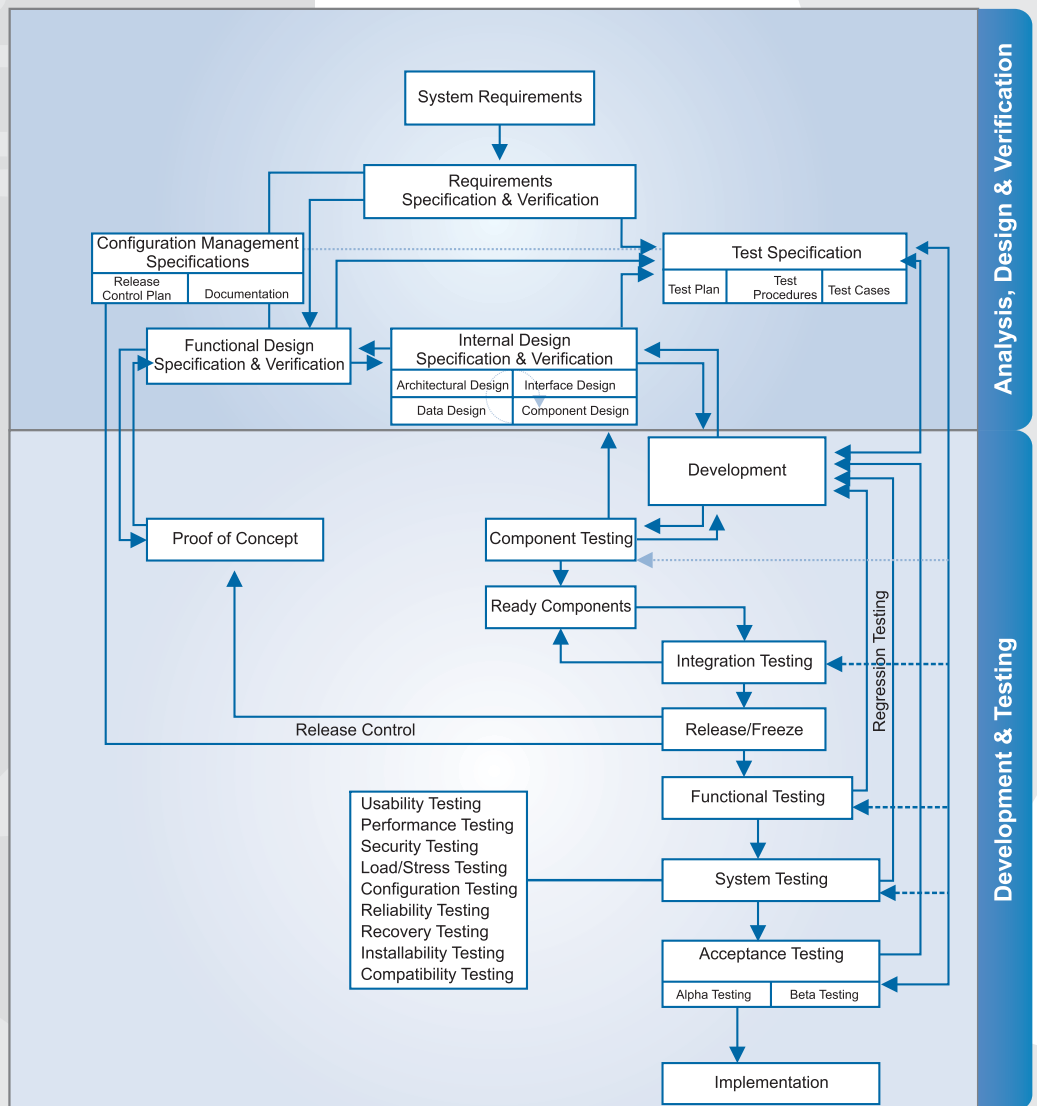 System Requirements
Requirements
Specification & Verification
Configuration Management
Specifications
Release
Control Plan
Documentation
Test Specification
Test Plan
Test
Procedures
Test Cases
Functional Design
Specification & Verification
Internal Design
Specification & Verification
Architectural Design
Interface Design
Data Design
Component Design
Analysis, Design & Verification
Development
Proof of Concept
Component Testing
Ready Components
Integration Testing
Regression Testing
Release Control
Release/Freeze
Functional Testing
Usability Testing
Performance Testing
Security Testing
Load/Stress Testing
Configuration Testing
Reliability Testing
Recovery Testing
Installability Testing
Compatibility Testing
System Testing
Acceptance Testing
Alpha Testing
Beta Testing
Implementation
Development & Testing